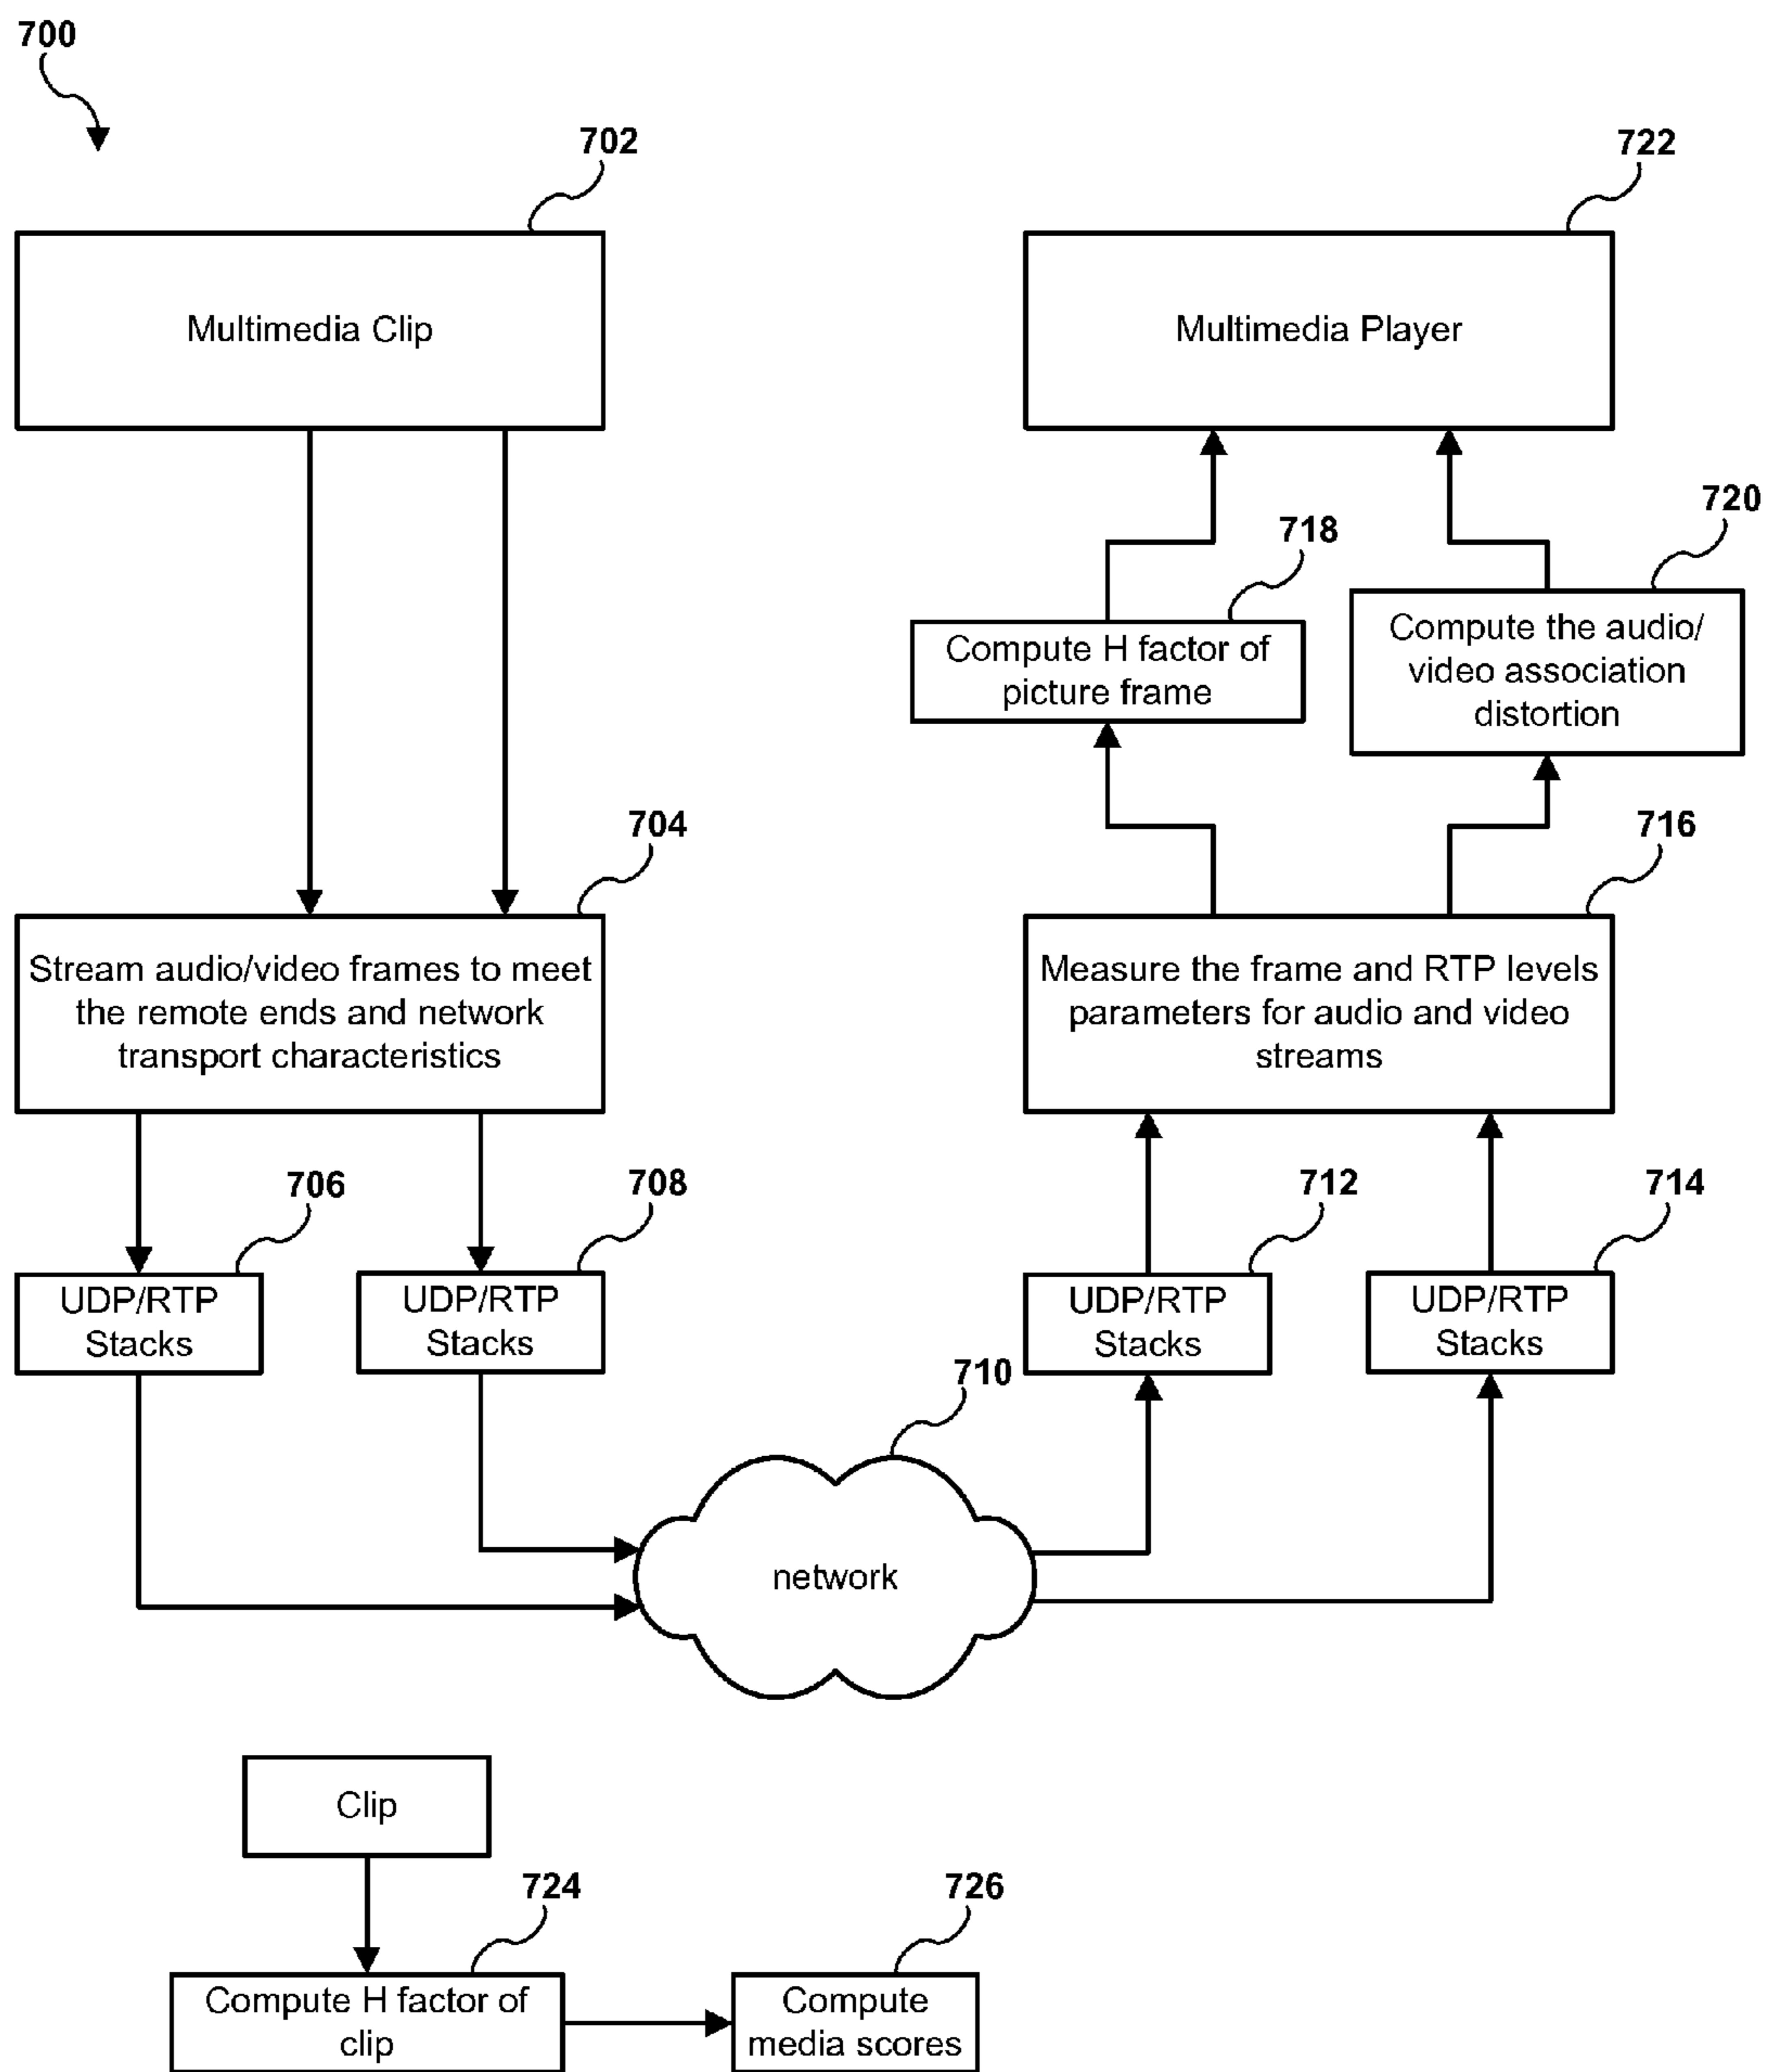 700
702
722
Multimedia Clip
Multimedia Player
720
718
Compute the audio/
video association
distortion
Compute H factor of
picture frame
704
716
Stream audio/video frames to meet
the remote ends and network
transport characteristics
Measure the frame and RTP levels
parameters for audio and video
streams
706
708
712
714
UDP/RTP
Stacks
UDP/RTP
Stacks
UDP/RTP
Stacks
UDP/RTP
Stacks
710
network
Clip
724
726
Compute H factor of
clip
Compute
media scores